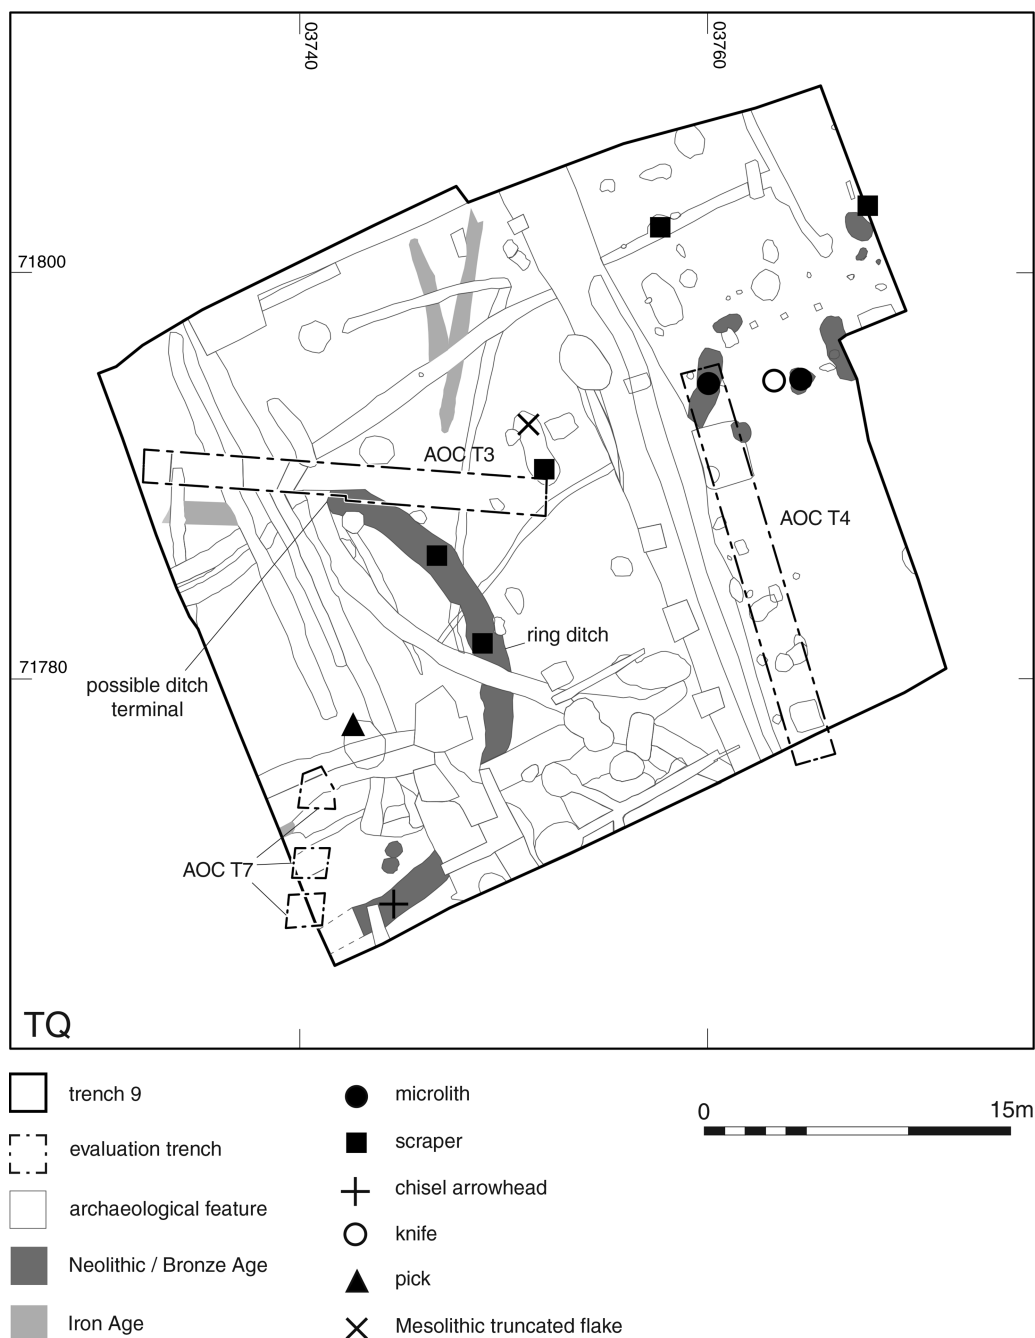 03740
03760
71800
AOC T3
AOC T4
ring ditch
71780
possible ditch
terminal
AOC T7
TQ
trench 9
evaluation trench
archaeological feature
Neolithic / Bronze Age
Iron Age
microlith
scraper
chisel arrowhead
knife
pick
Mesolithic truncated flake
0
15m